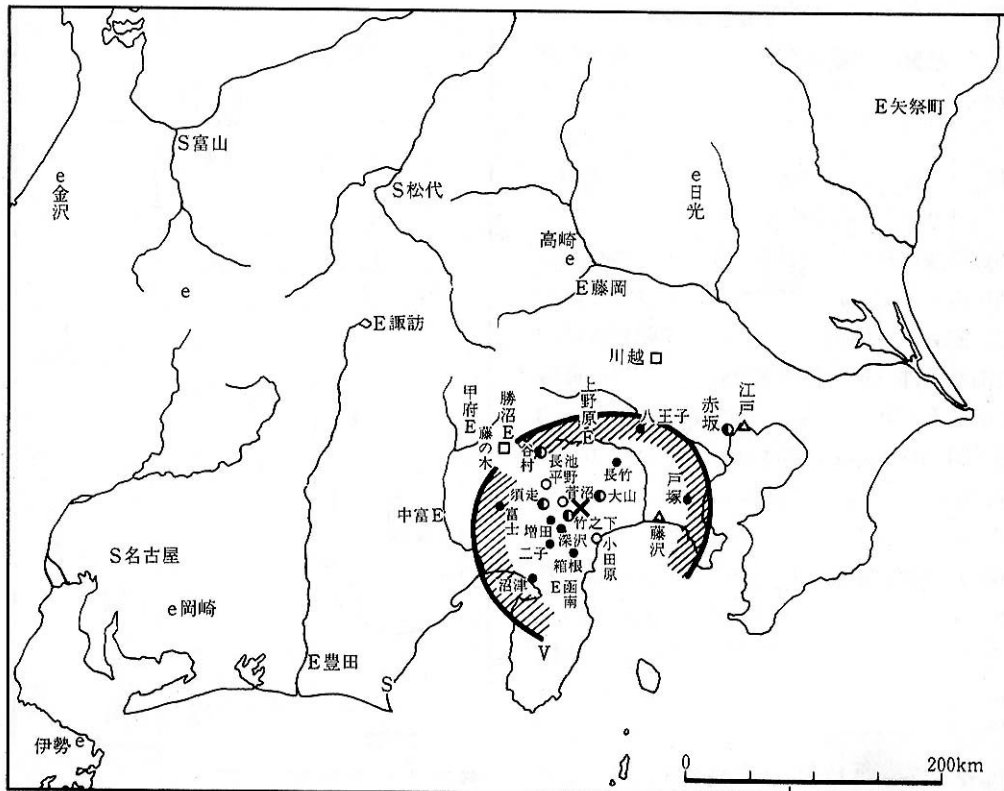 E矢祭町
S富山
e金沢
S松代
e日光
高崎
e
E藤岡
e
E諏訪
川越
江戸
赤坂
上野原E
八王子
甲府E
勝沼E
藤の木
谷村
長平
池野
長竹
菅沼
大山
須走
戸塚
富士
中富E
竹之下
増田
深沢
藤沢
二子
小田原
箱根
沼津
E函南
S名古屋
e岡崎
V
E豊田
S
伊勢e
0
200km